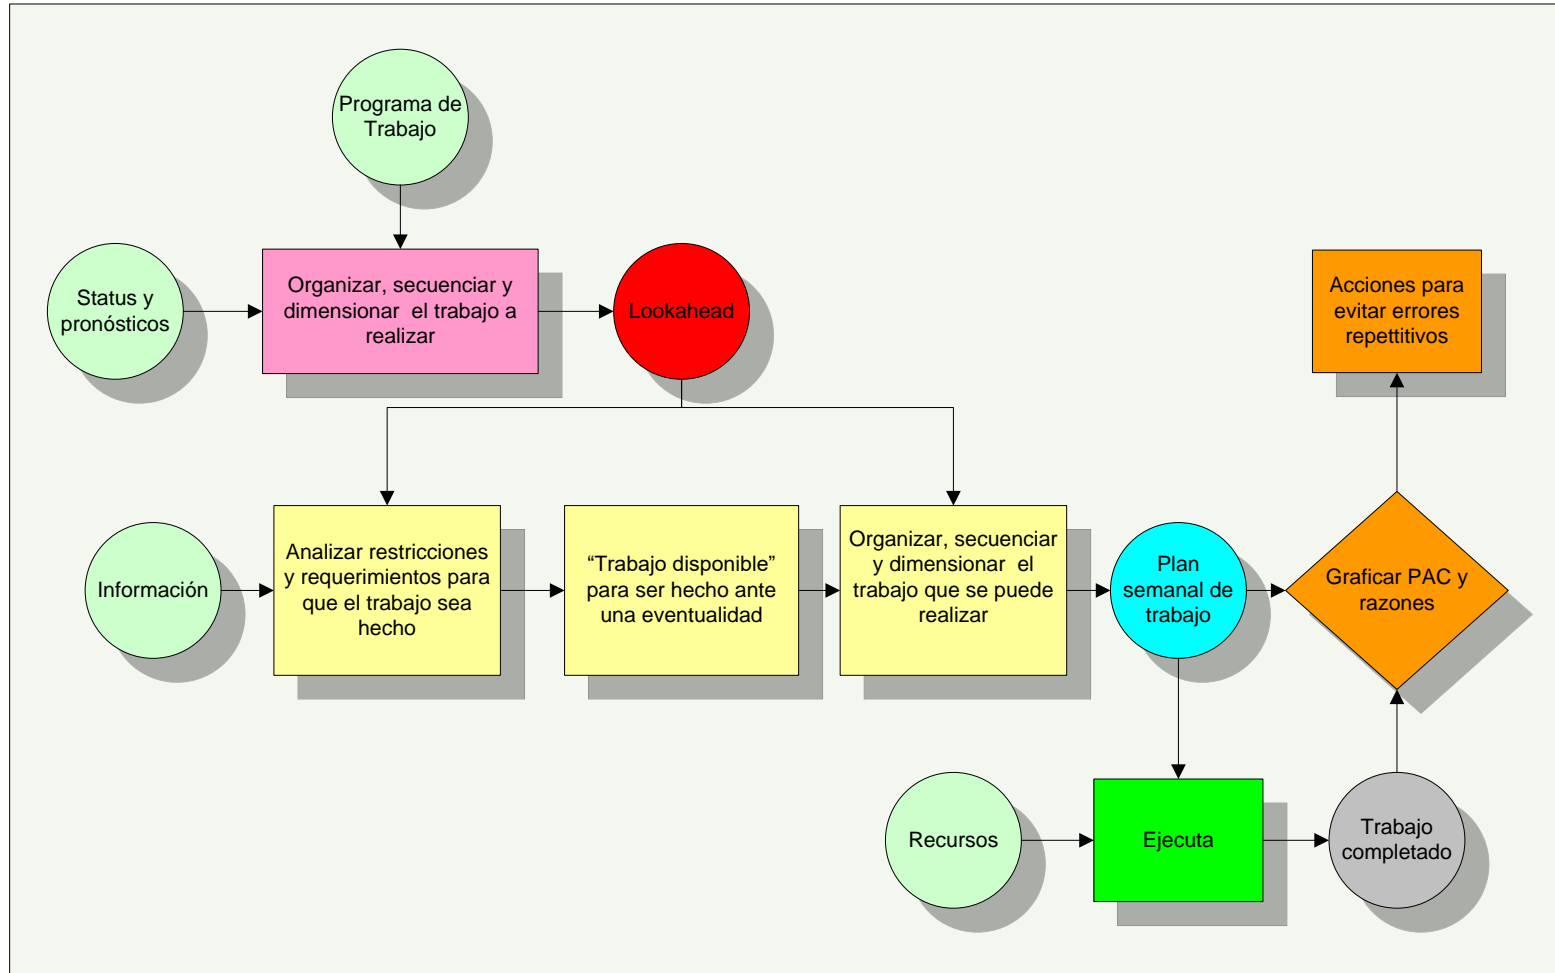 Programa de
Trabajo
Status y
pronósticos
Organizar, secuenciar y
dimensionar  el trabajo a
realizar
Lookahead
Acciones para
evitar errores
repettitivos
Información
Analizar restricciones
y requerimientos para
que el trabajo sea
hecho
“Trabajo disponible”
para ser hecho ante
una eventualidad
Organizar, secuenciar
y dimensionar  el
trabajo que se puede
realizar
Plan
semanal de
trabajo
Graficar PAC y
razones
Recursos
Ejecuta
Trabajo
completado